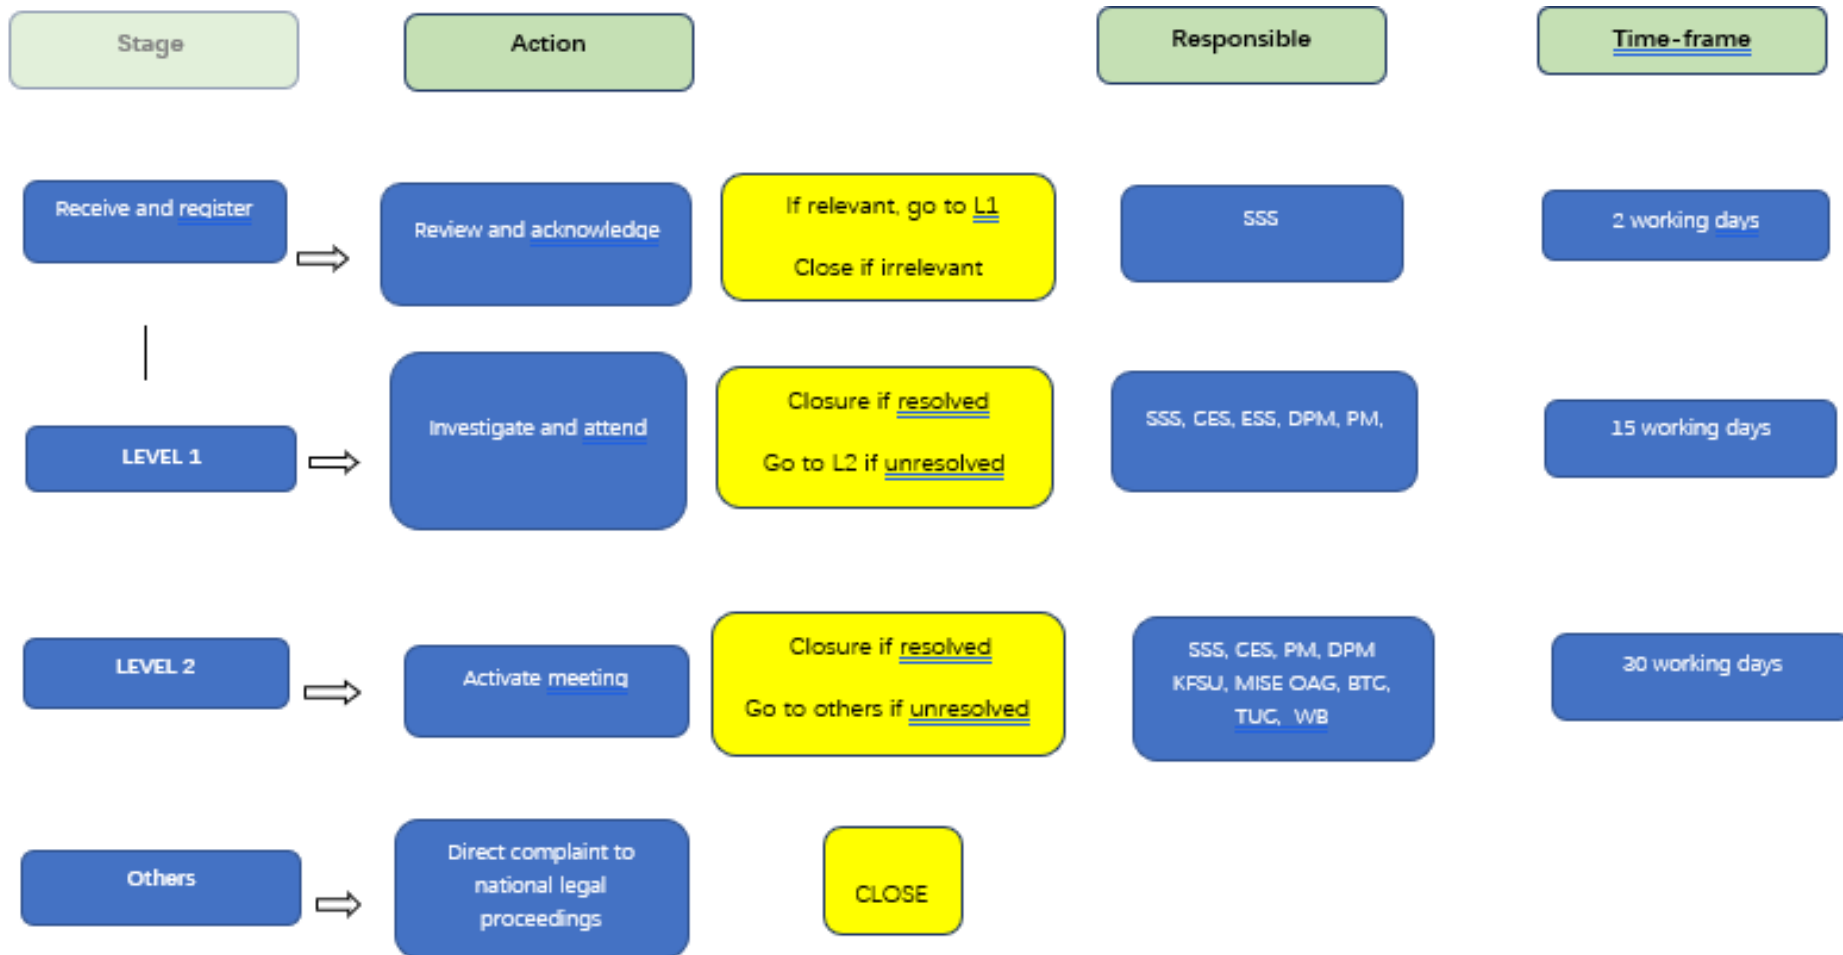 Stage
Action
Responsible
Time-frame
Receive and register
Review and acknowledge
If relevant, go to L1
Close if irrelevant
SSS
2 working days
LEVEL 1
Investigate and attend
Closure if resolved
Go to L2 if unresolved
SSS, CES, ESS, DPM, PM,
15 working days
LEVEL 2
Activate meeting
Closure if resolved
Go to others if unresolved
SSS, CES, PM, DPM
KFSU, MISE OAG, BTC,
TUC, WB
30 working days
Others
Direct complaint to
national legal
proceedings
CLOSE